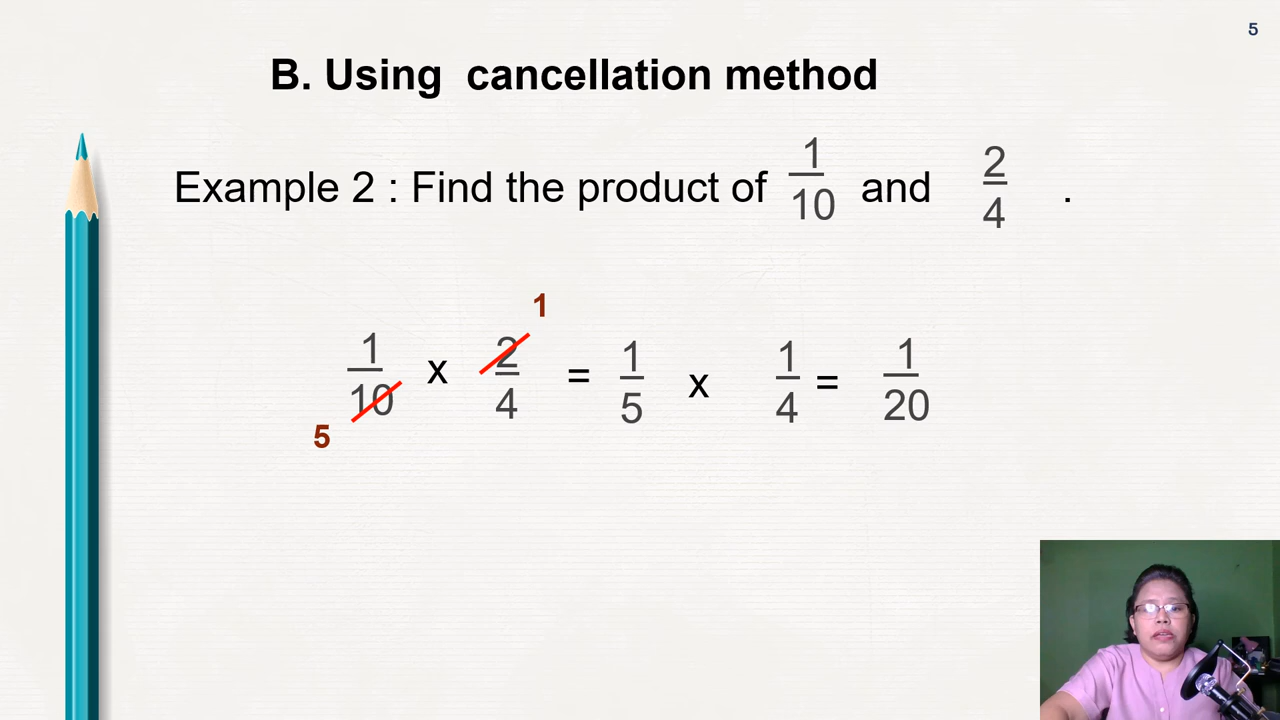 5
B. Using cancellation method
Example 2 : Find the product of 1/10 and 2/4 .
1
1/10 x 2/4 = 1/5 x 1/4 = 1/20
5